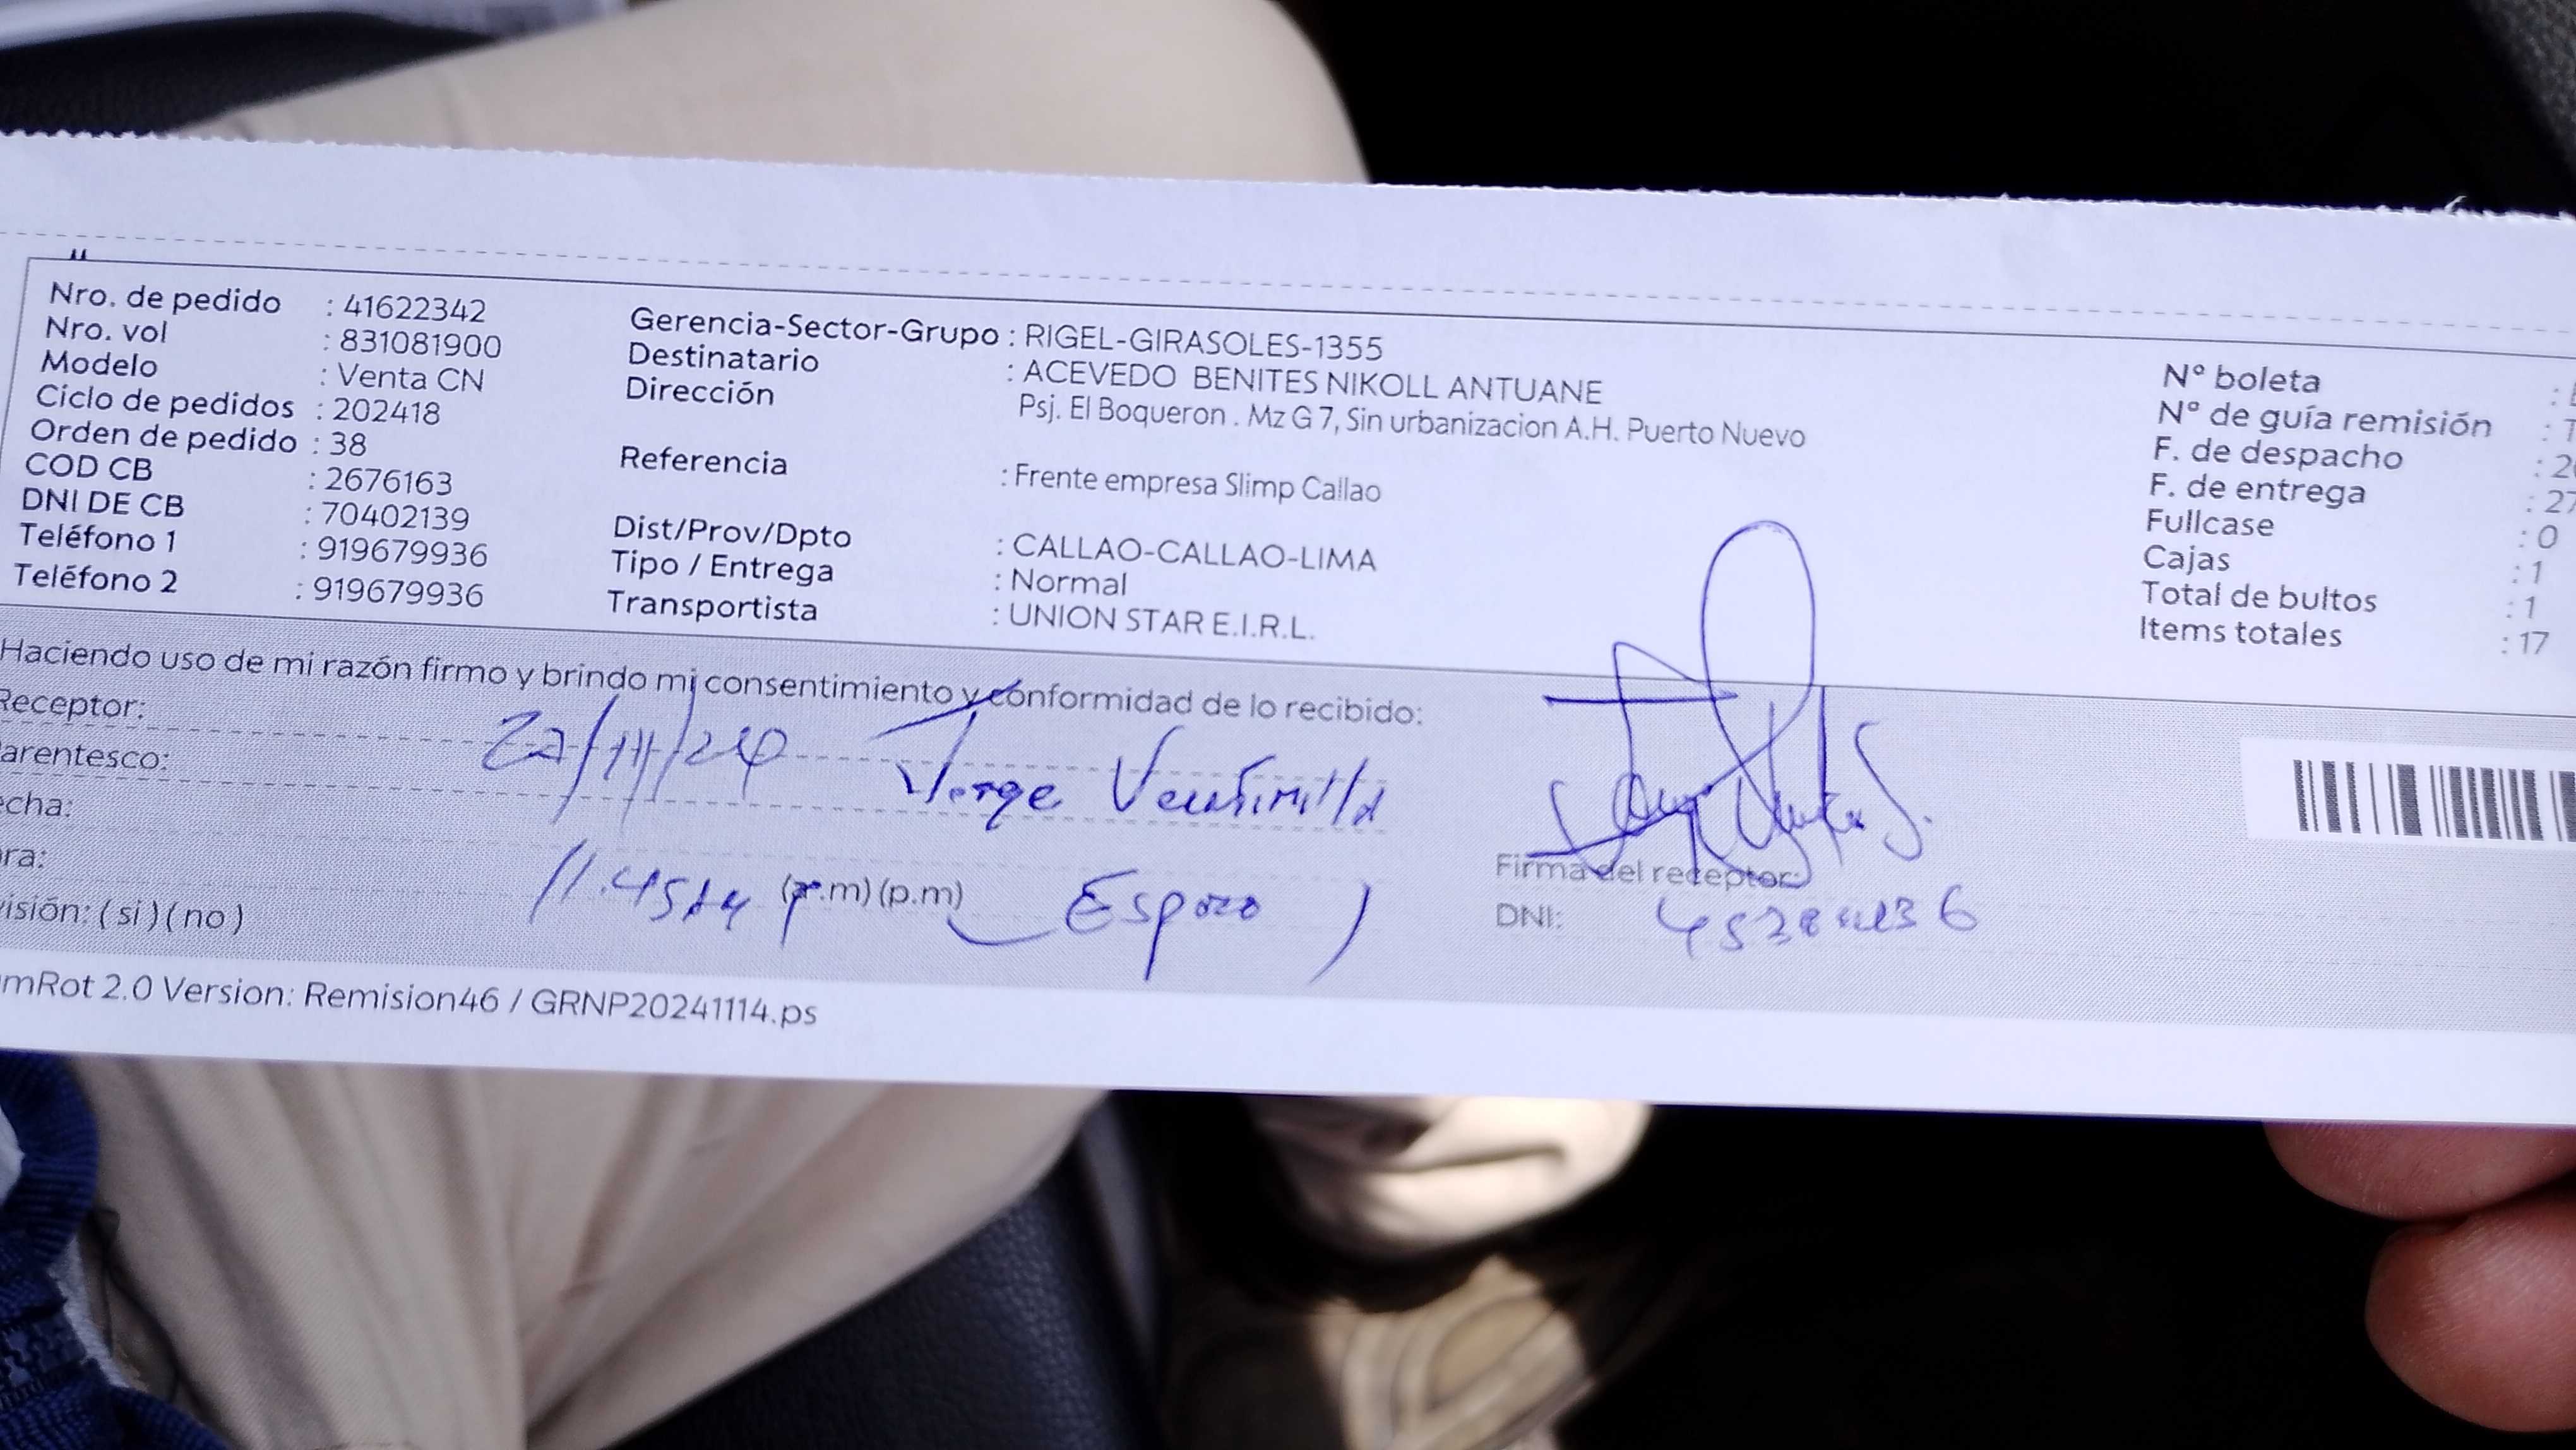 Nro. de pedido : 41622342
Nro. vol : 831081900
Modelo : Venta CN
Ciclo de pedidos : 202418
Orden de pedido : 38
COD CB : 2676163
DNI DE CB : 70402139
Teléfono 1 : 919679936
Teléfono 2 : 919679936
Gerencia-Sector-Grupo : RIGEL-GIRASOLES-1355
Destinatario : ACEVEDO BENITES NIKOLL ANTUANE
Dirección Psj. El Boqueron . Mz G 7, Sin urbanizacion A.H. Puerto Nuevo
Referencia : Frente empresa Slimp Callao
Dist/Prov/Dpto : CALLAO-CALLAO-LIMA
Tipo / Entrega : Normal
Transportista : UNION STAR E.I.R.L.
Nº boleta :
Nº de guía remisión :
F. de despacho :
F. de entrega : 27
Fullcase : 0
Cajas : 1
Total de bultos : 1
Items totales : 17
Haciendo uso de mi razón firmo y brindo mi consentimiento y conformidad de lo recibido:
Receptor:
arentesco:
echa:
ora:
isión: ( si ) ( no )
Jorge
(a.m) (p.m)
Firma del receptor:
DNI:
mRot 2.0 Version: Remision46 / GRNP20241114.ps